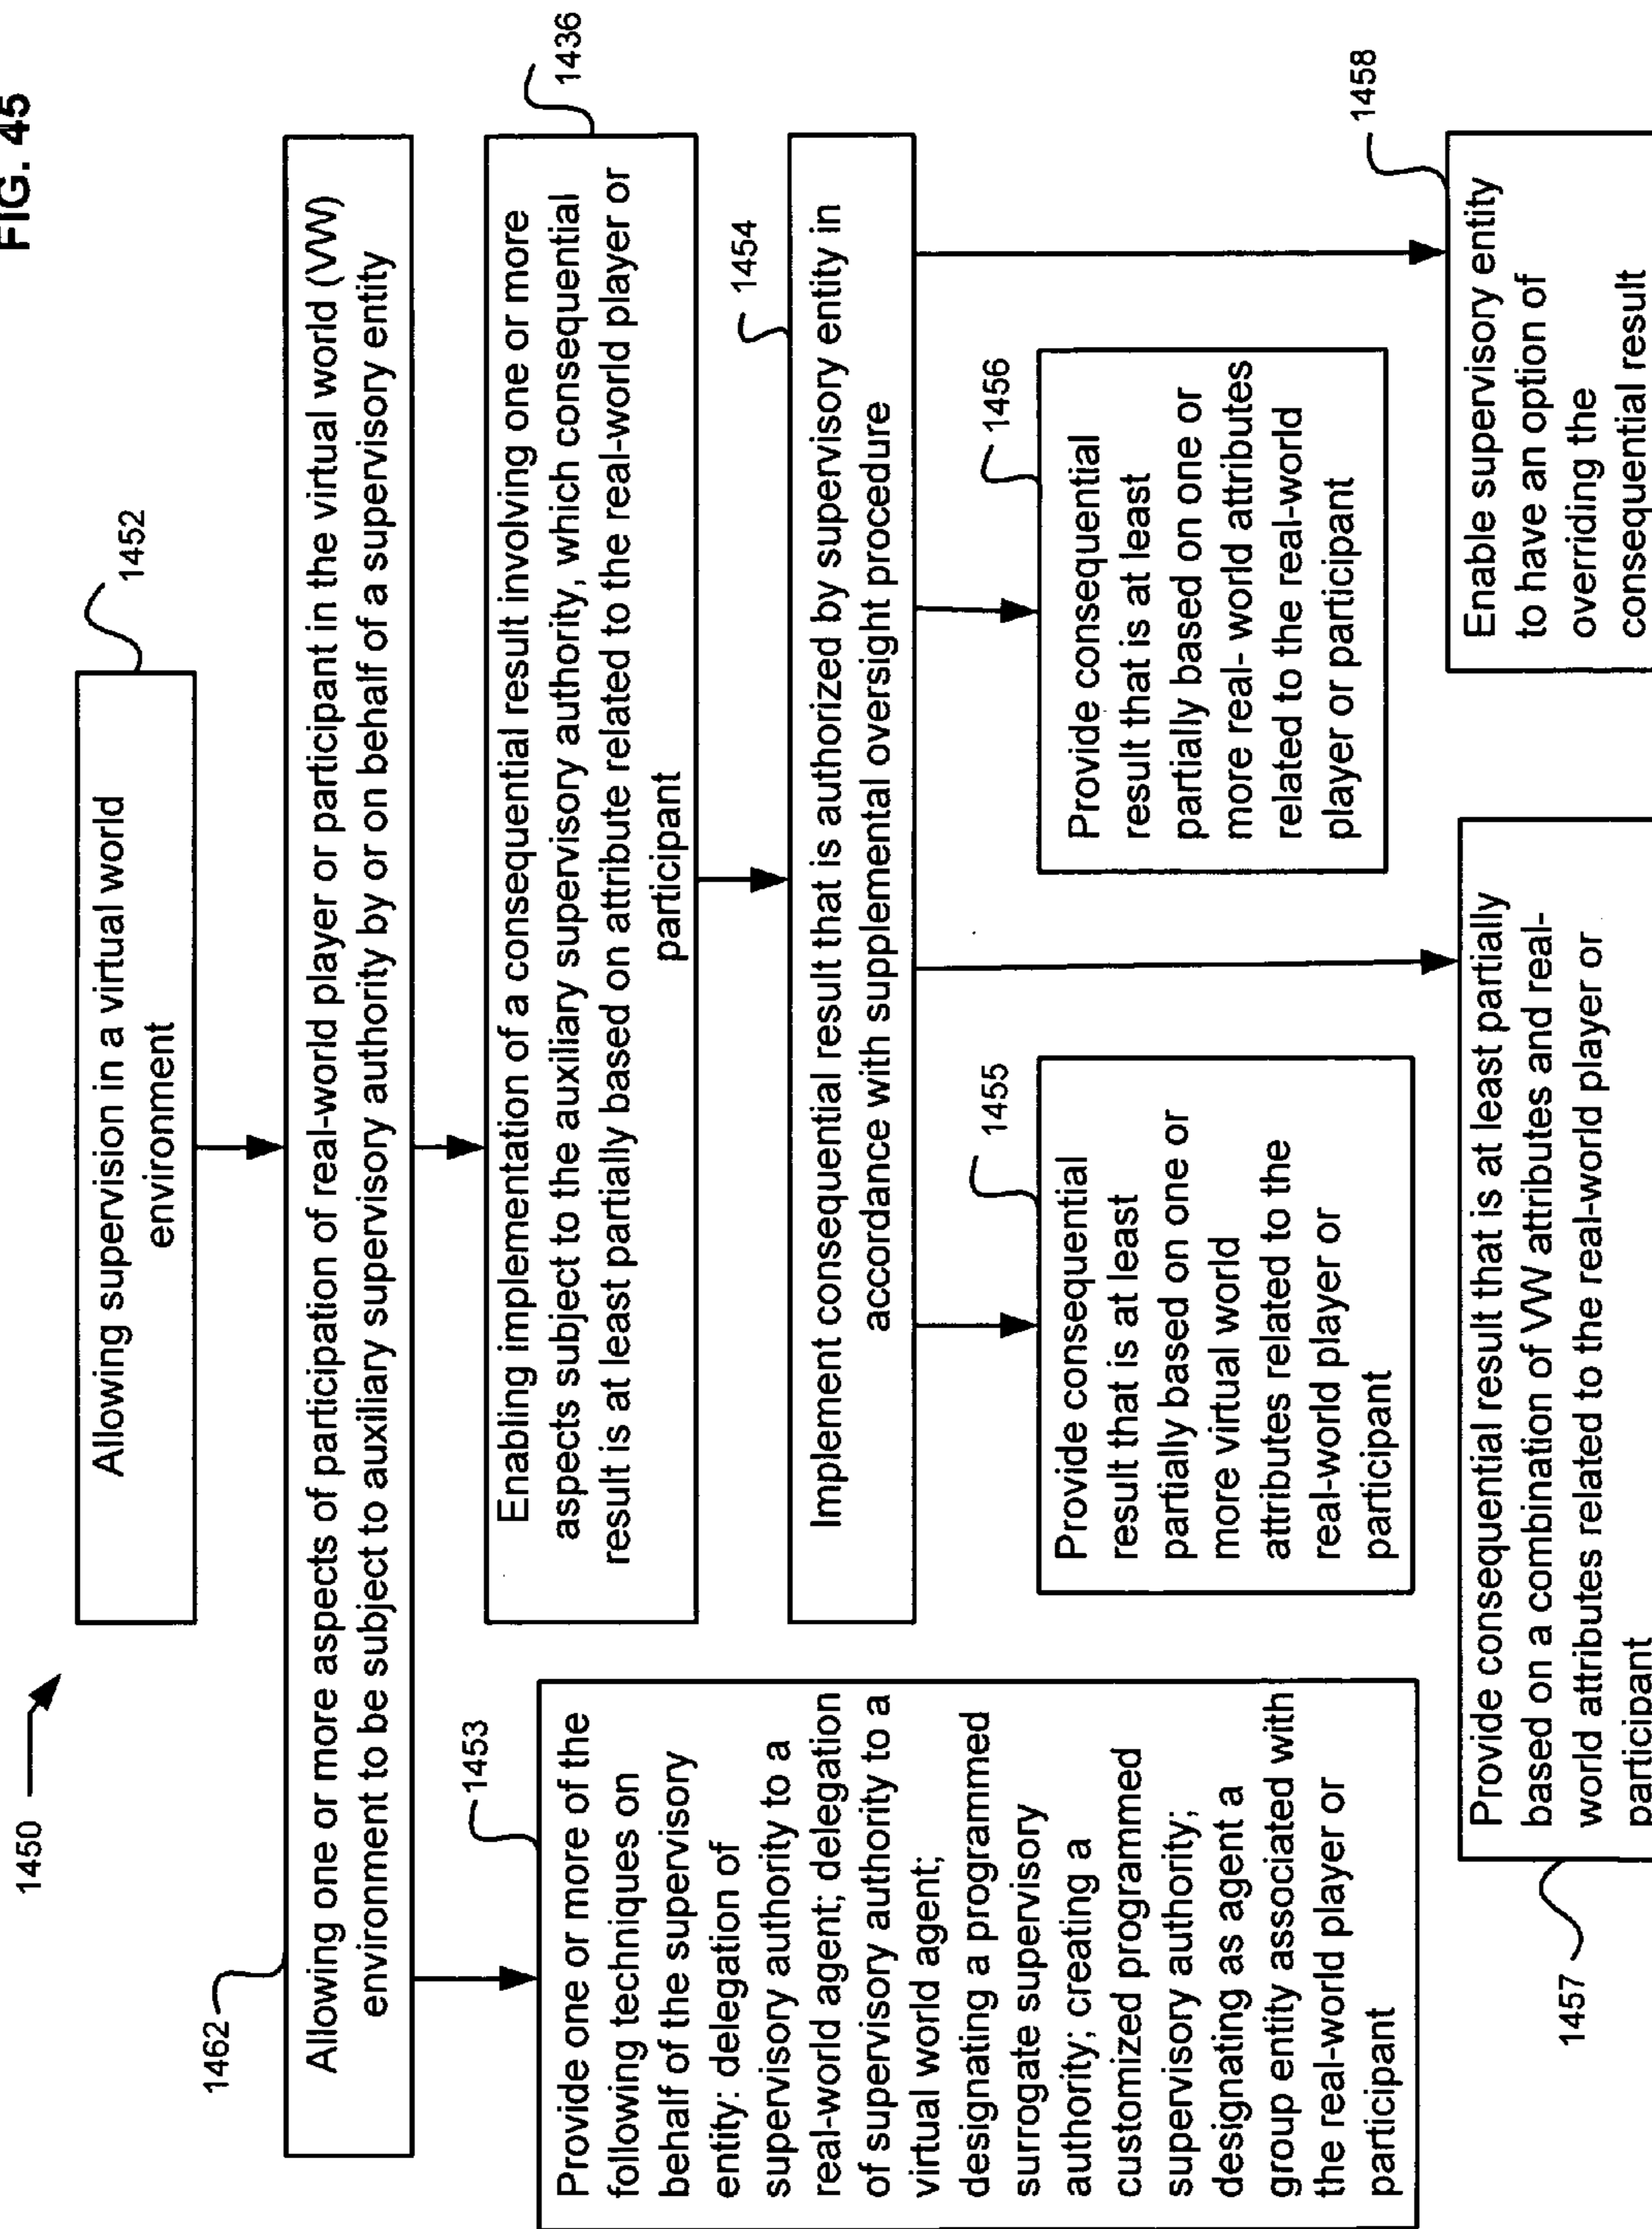 FIG. 45
1450
1452
Allowing supervision in a virtual world
environment
1462
Allowing one or more aspects of participation of real-world player or participant in the virtual world (VW)
environment to be subject to auxiliary supervisory authority by or on behalf of a supervisory entity
1436
Enabling implementation of a consequential result involving one or more
aspects subject to the auxiliary supervisory authority, which consequential
result is at least partially based on attribute related to the real-world player or
participant
1453
Provide one or more of the
following techniques on
behalf of the supervisory
entity: delegation of
supervisory authority to a
real-world agent; delegation
of supervisory authority to a
virtual world agent;
designating a programmed
surrogate supervisory
authority; creating a
customized programmed
supervisory authority;
designating as agent a
group entity associated with
the real-world player or
participant
1454
Implement consequential result that is authorized by supervisory entity in
accordance with supplemental oversight procedure
1455
Provide consequential
result that is at least
partially based on one or
more virtual world
attributes related to the
real-world player or
participant
1456
Provide consequential
result that is at least
partially based on one or
more real- world attributes
related to the real-world
player or participant
1457
Provide consequential result that is at least partially
based on a combination of VW attributes and real-
world attributes related to the real-world player or
participant
1458
Enable supervisory entity
to have an option of
overriding the
consequential result